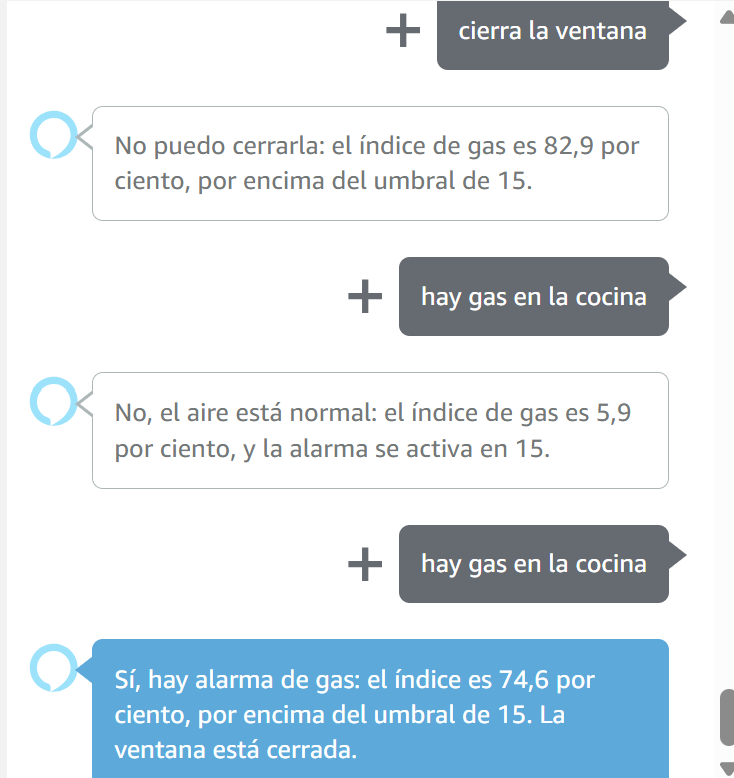 cierra la ventana
No puedo cerrarla: el índice de gas es 82,9 por
ciento, por encima del umbral de 15.
hay gas en la cocina
No, el aire está normal: el índice de gas es 5,9
por ciento, y la alarma se activa en 15.
hay gas en la cocina
Sí, hay alarma de gas: el índice es 74,6 por
ciento, por encima del umbral de 15. La
ventana está cerrada.